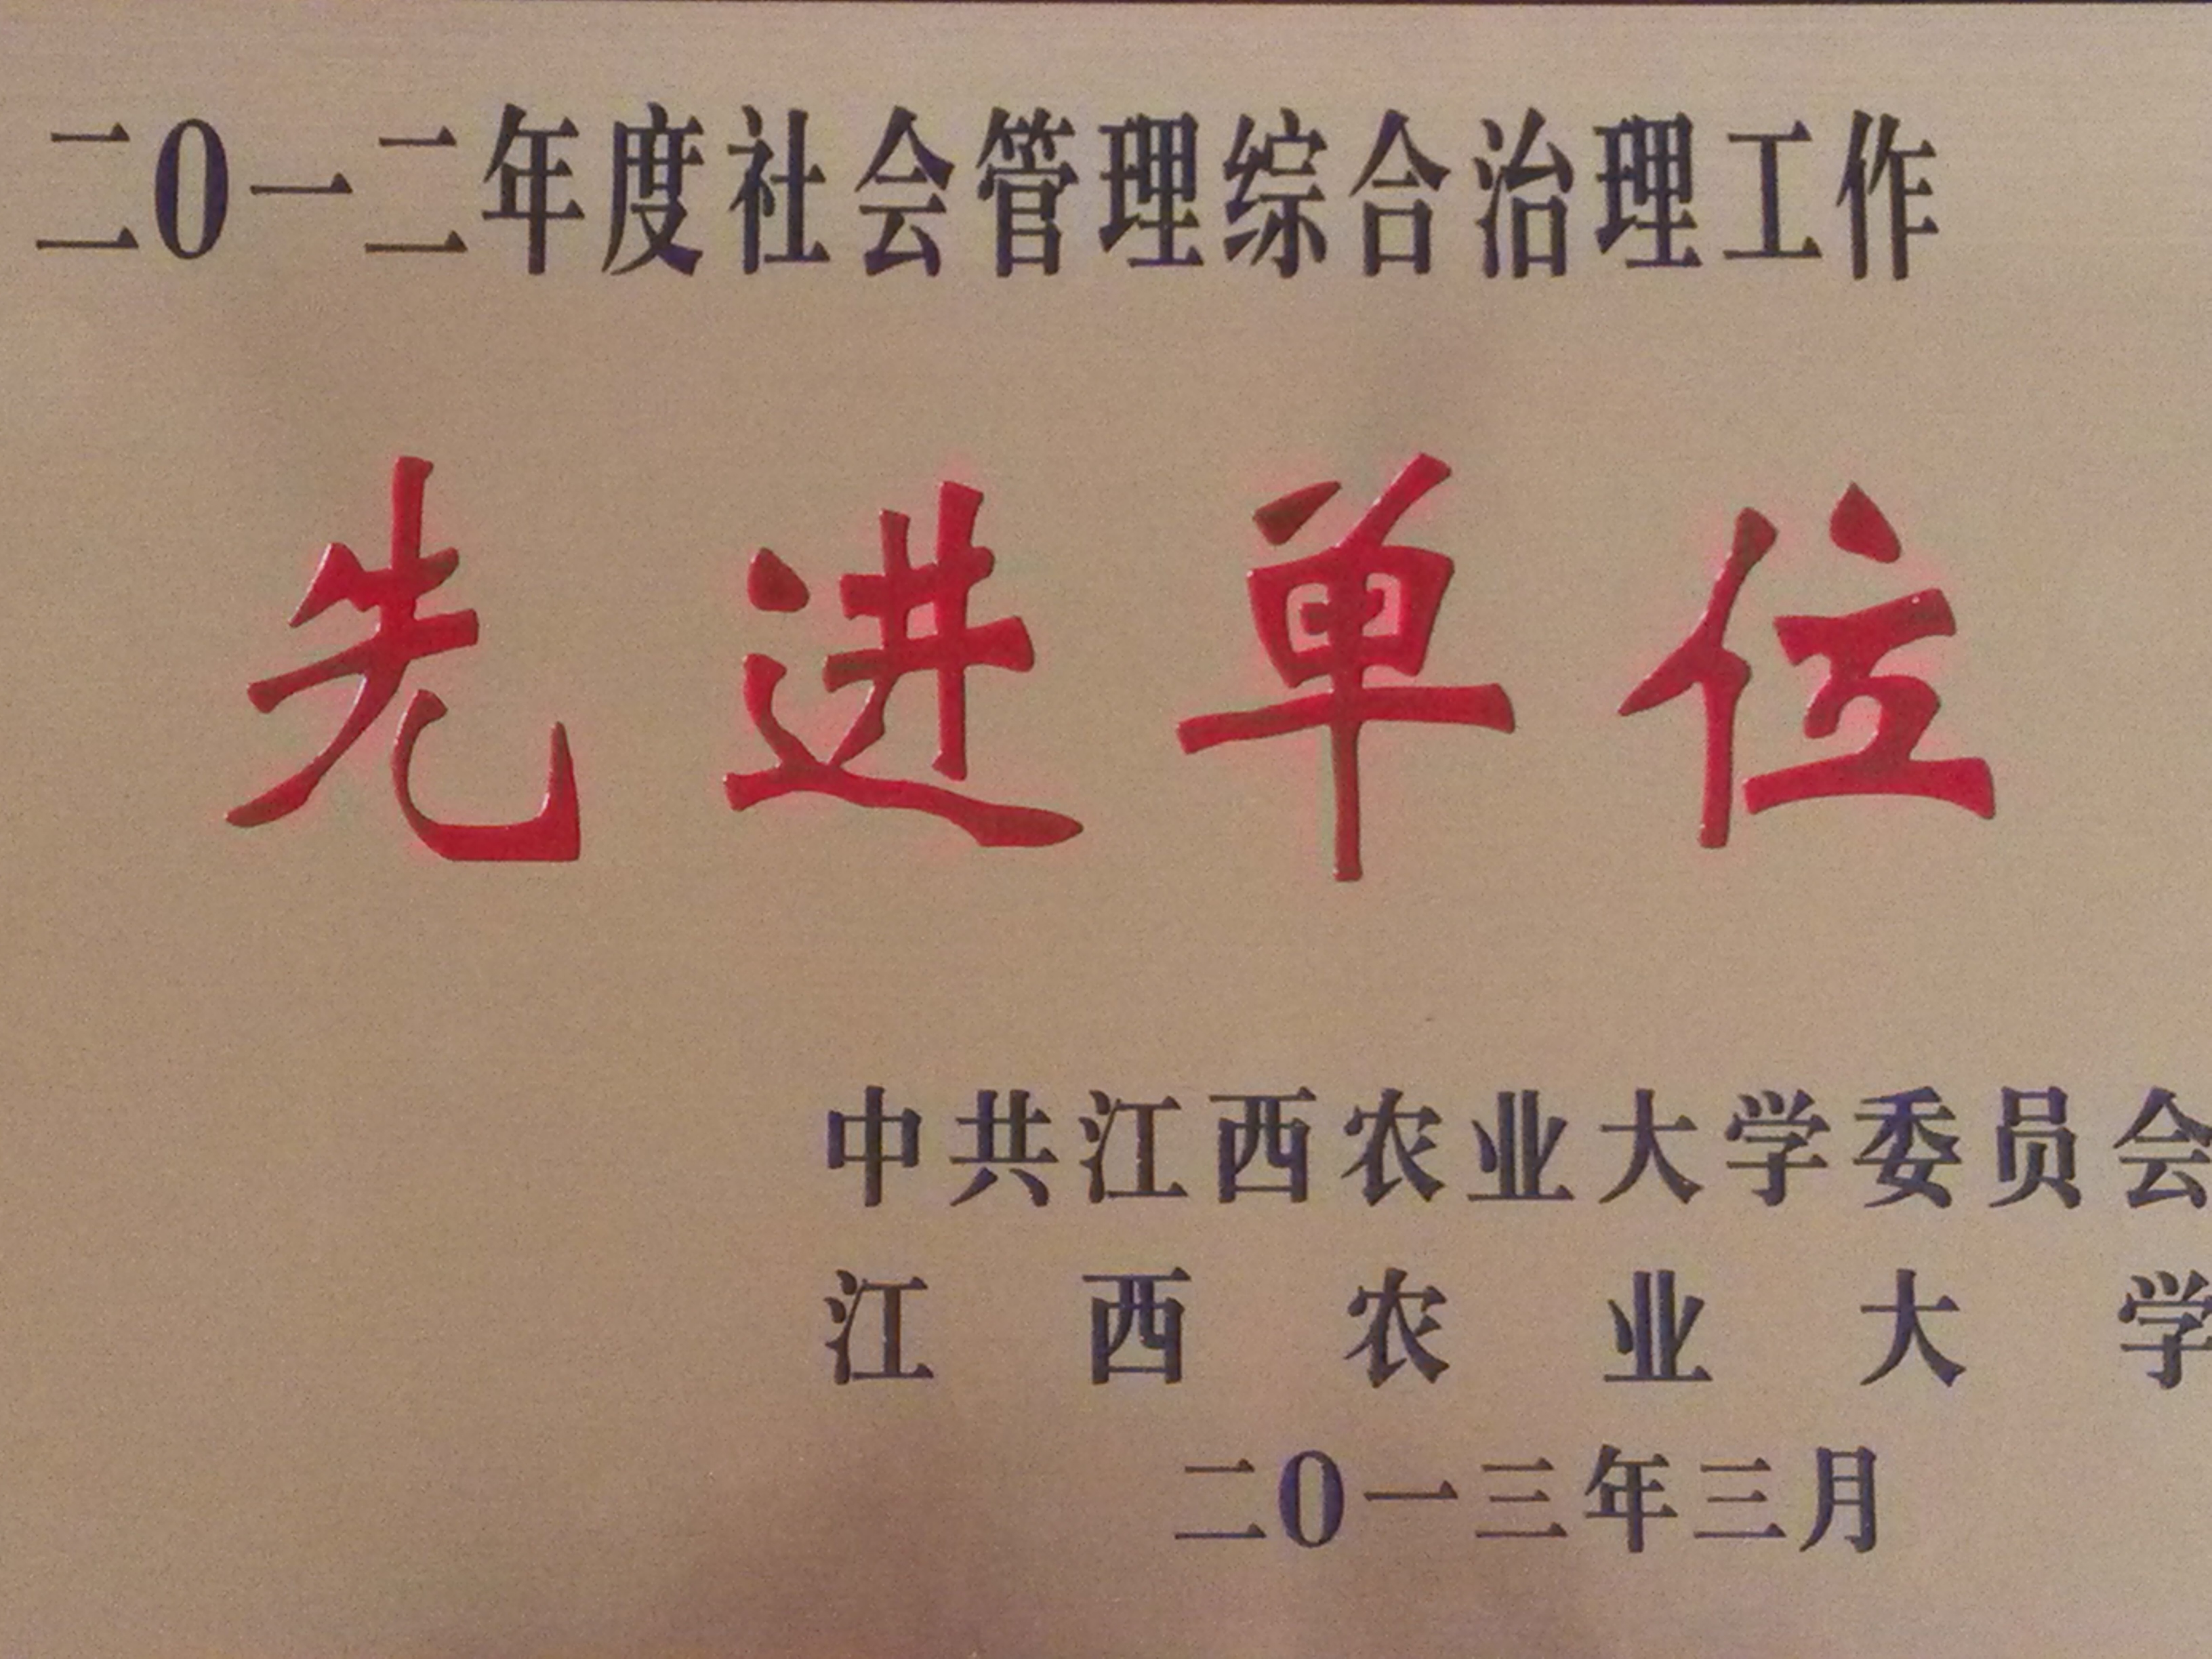 二0一二年度社会管理综合治理工作
先进单位
中共江西农业大学委员会
江西农业大学
二0一三年三月